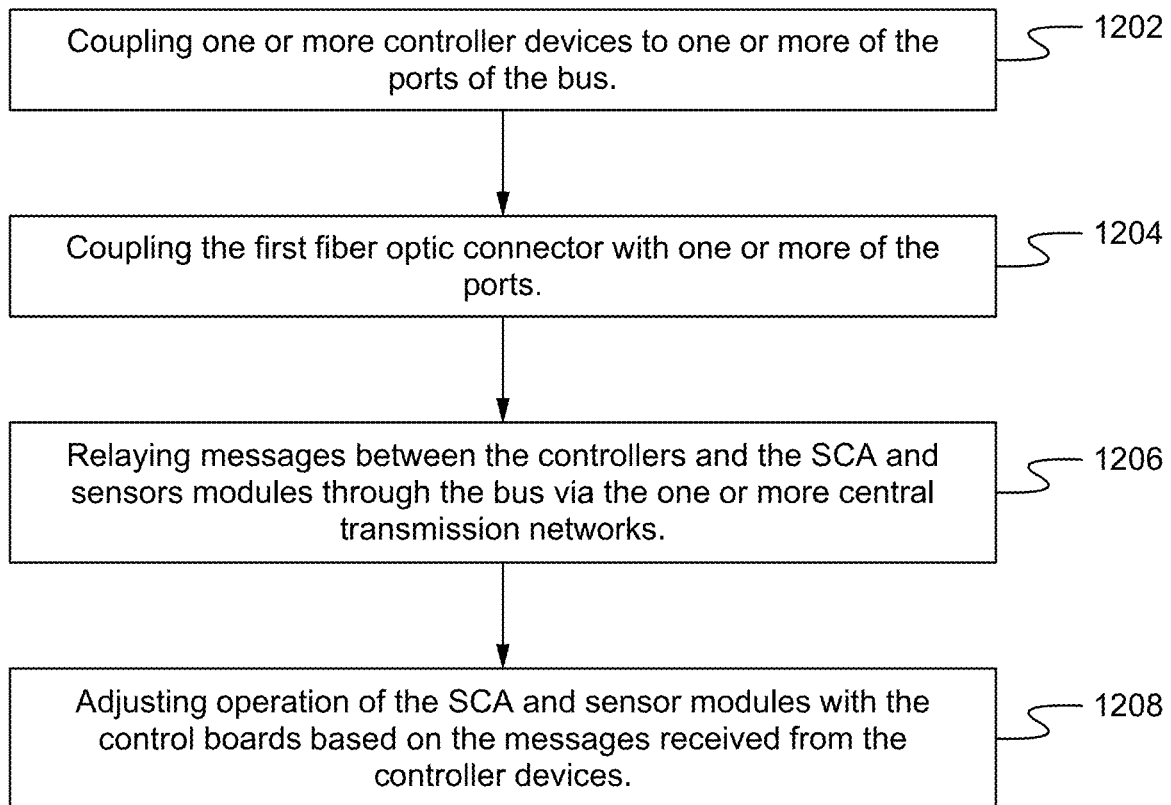 Coupling one or more controller devices to one or more of the
ports of the bus.
1202
Coupling the first fiber optic connector with one or more of the
ports.
1204
Relaying messages between the controllers and the SCA and
sensors modules through the bus via the one or more central
transmission networks.
1206
Adjusting operation of the SCA and sensor modules with the
control boards based on the messages received from the
controller devices.
1208